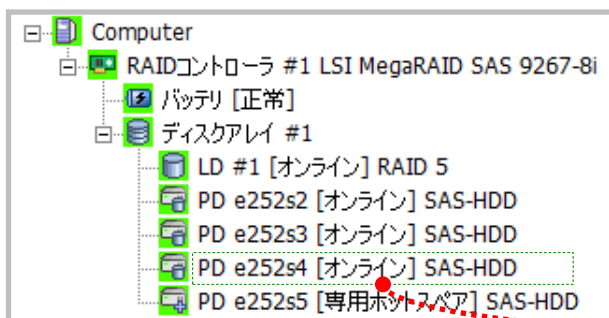 Computer
RAIDコントローラ #1 LSI MegaRAID SAS 9267-8i
バッテリ [正常]
ディスクアレイ #1
LD #1 [オンライン] RAID 5
PD e252s2 [オンライン] SAS-HDD
PD e252s3 [オンライン] SAS-HDD
PD e252s4 [オンライン] SAS-HDD
PD e252s5 [専用ホットスペア] SAS-HDD